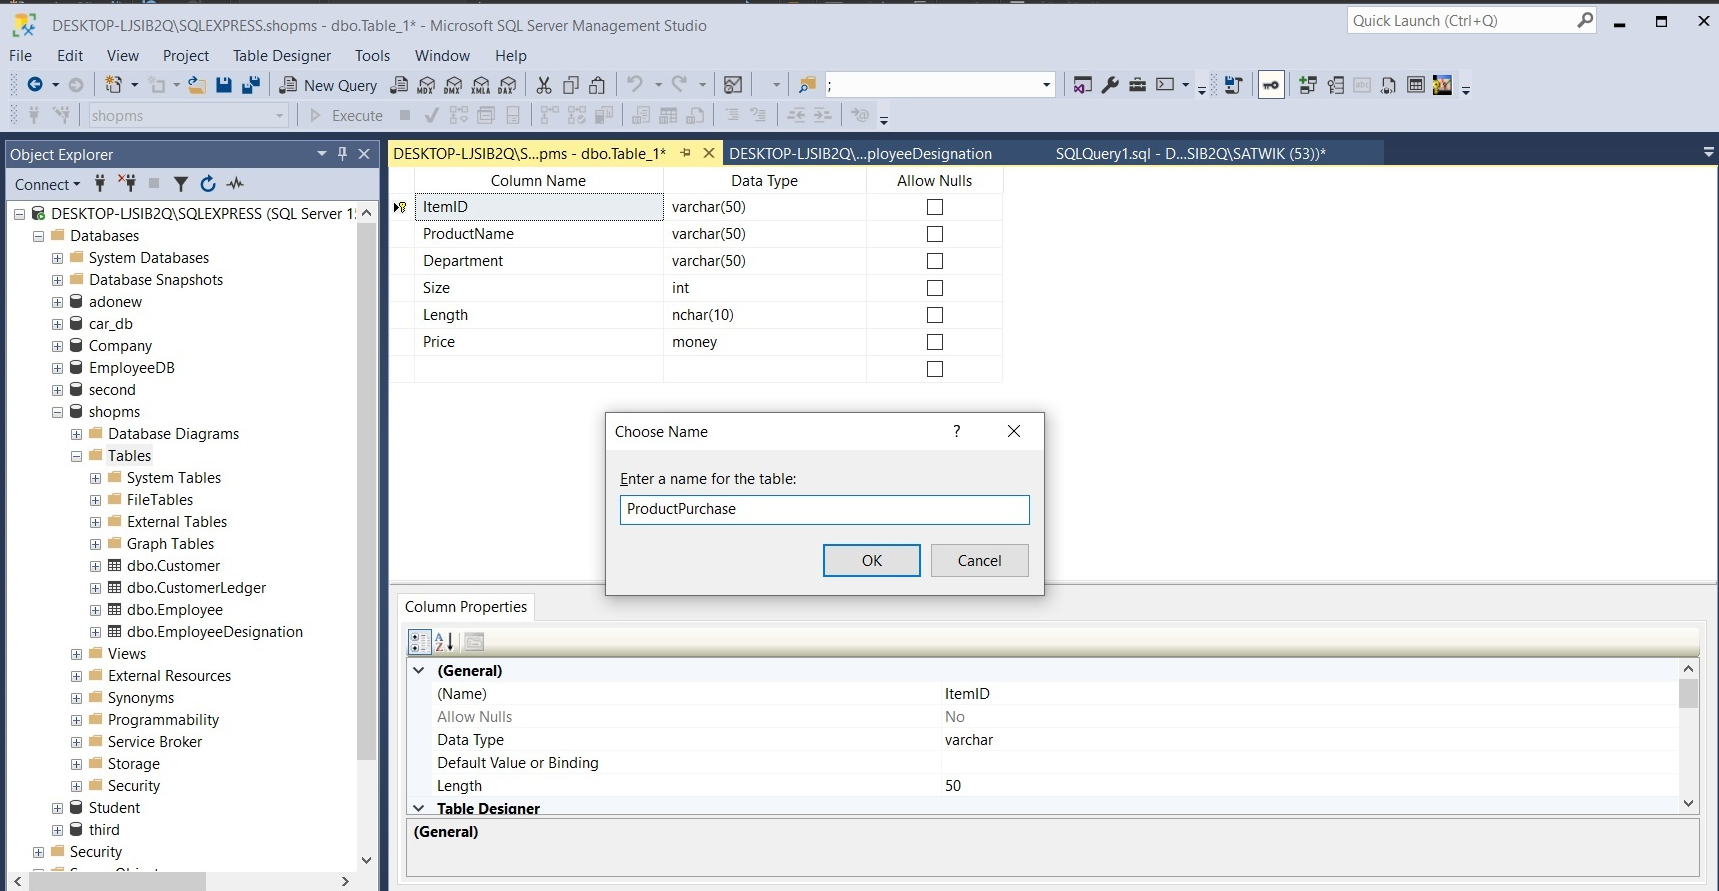 DESKTOP-LJSIB2Q\SQLEXPRESS.shopms - dbo.Table_1* - Microsoft SQL Server Management Studio
Quick Launch (Ctrl+Q)
File Edit View Project Table Designer Tools Window Help
New Query MDX DMX XMLA DAX ;
shopms Execute
Object Explorer
Connect
DESKTOP-LJSIB2Q\SQLEXPRESS (SQL Server 15
Databases
System Databases
Database Snapshots
adonew
car_db
Company
EmployeeDB
second
shopms
Database Diagrams
Tables
System Tables
FileTables
External Tables
Graph Tables
dbo.Customer
dbo.CustomerLedger
dbo.Employee
dbo.EmployeeDesignation
Views
External Resources
Synonyms
Programmability
Service Broker
Storage
Security
Student
third
Security
DESKTOP-LJSIB2Q\S...pms - dbo.Table_1* DESKTOP-LJSIB2Q\...ployeeDesignation SQLQuery1.sql - D...SIB2Q\SATWIK (53))*
Column Name Data Type Allow Nulls
ItemID varchar(50)
ProductName varchar(50)
Department varchar(50)
Size int
Length nchar(10)
Price money
Choose Name ?
Enter a name for the table:
ProductPurchase
OK Cancel
Column Properties
(General)
(Name) ItemID
Allow Nulls No
Data Type varchar
Default Value or Binding
Length 50
Table Designer
(General)